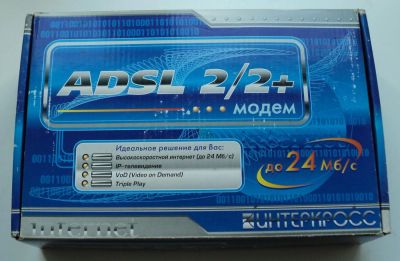 ADSL 2/2+
модем
Идеальное решение для Вас:
Высокоскоростной интернет (до 24 Мб/с)
IP-телевидение
VoD (Video on Demand)
Triple Play
до 24 Мб/с
Internet
ИНТЕРКРОСС